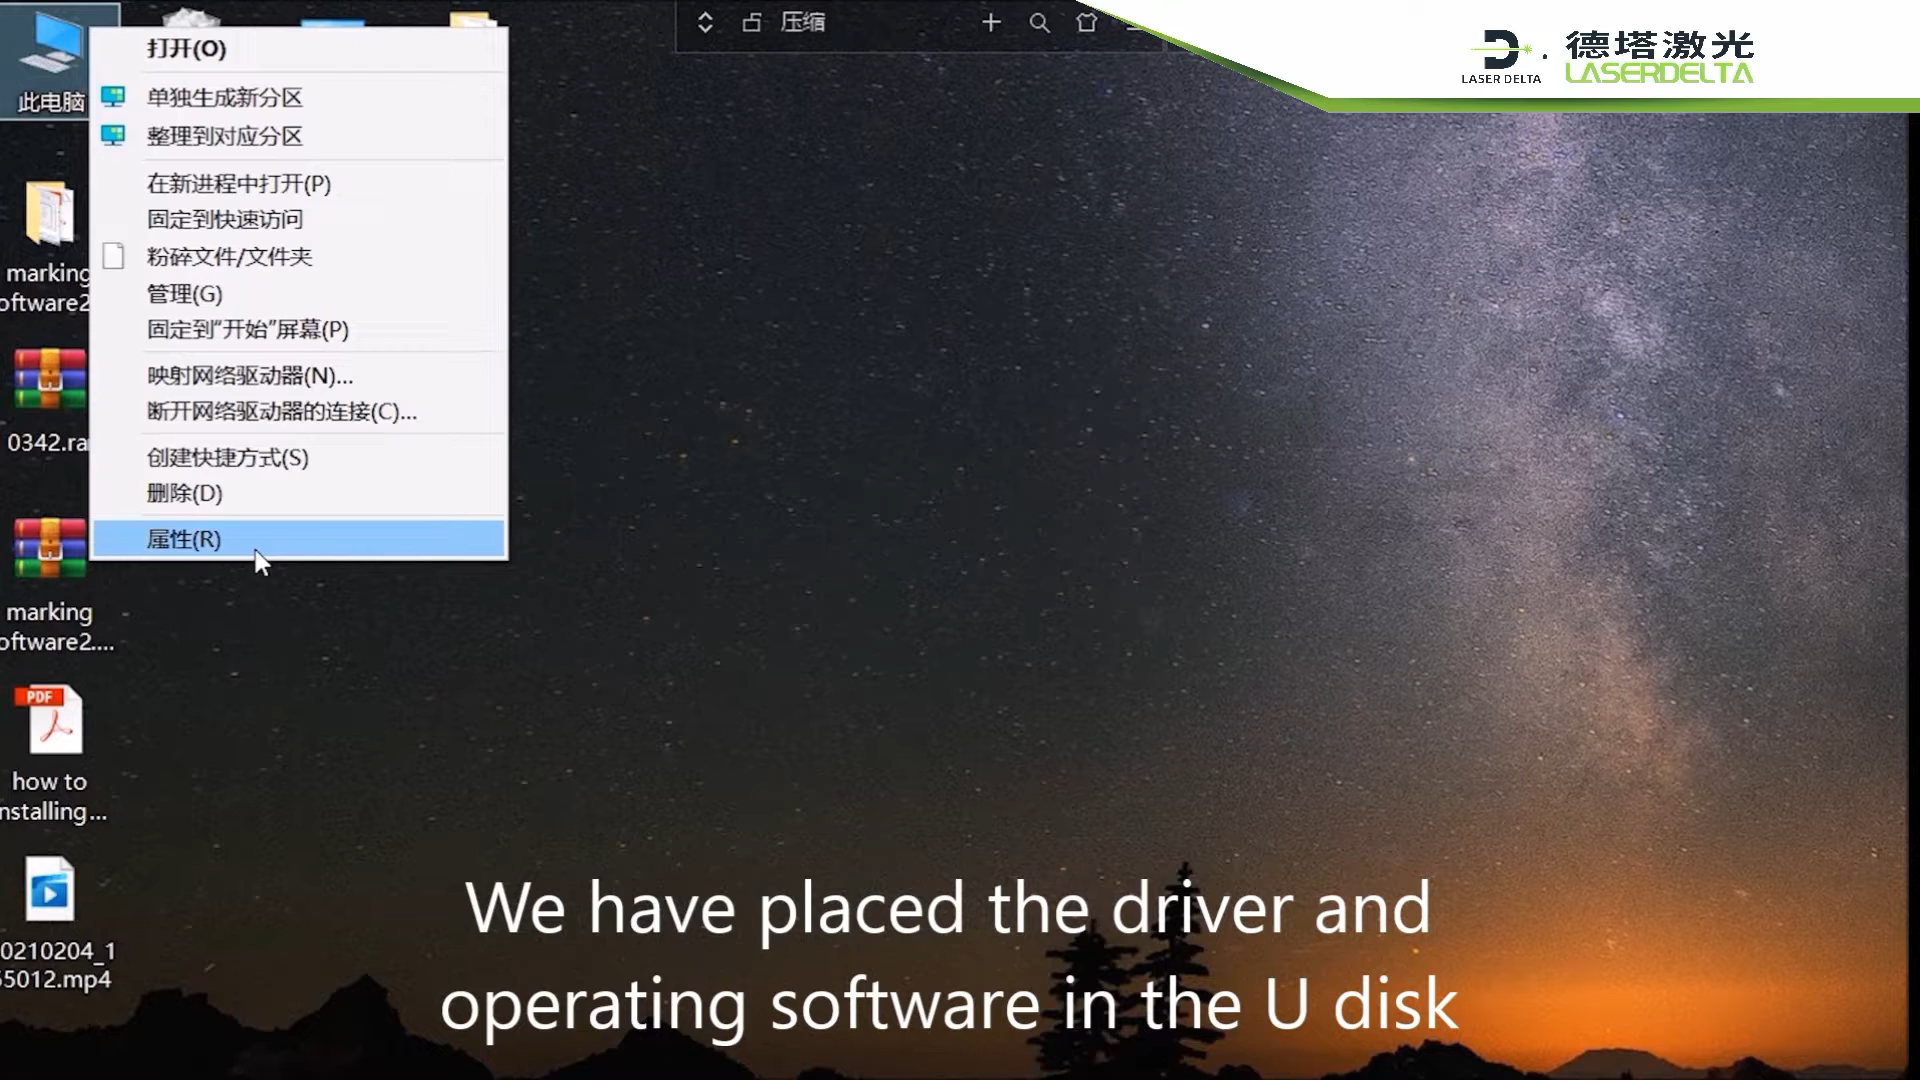 压缩
德塔激光
LASER DELTA
LASERDELTA
此电脑
打开(O)
单独生成新分区
整理到对应分区
在新进程中打开(P)
固定到快速访问
粉碎文件/文件夹
管理(G)
固定到“开始”屏幕(P)
映射网络驱动器(N)...
断开网络驱动器的连接(C)...
创建快捷方式(S)
删除(D)
属性(R)
marking
oftware2
0342.ra
marking
oftware2....
PDF
how to
nstalling...
0210204_1
55012.mp4
We have placed the driver and
operating software in the U disk